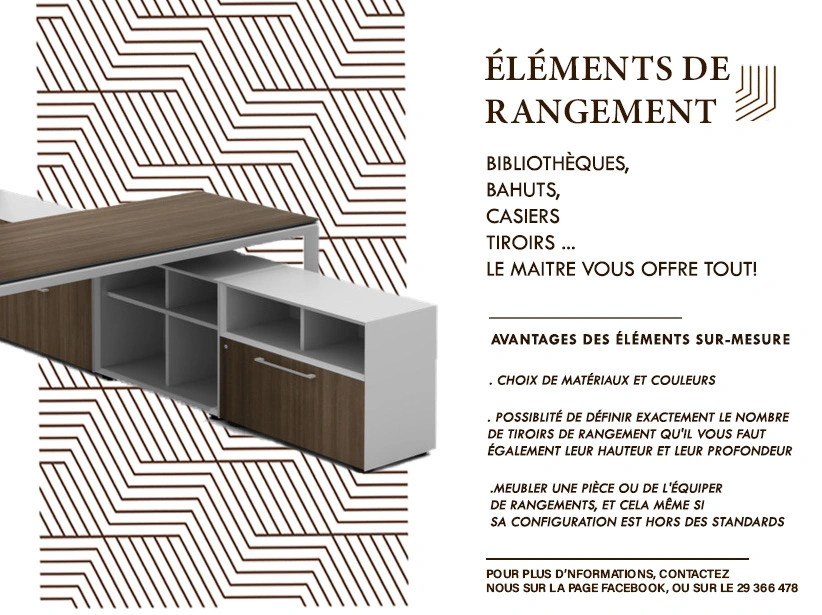 ÉLÉMENTS DE
RANGEMENT
BIBLIOTHÈQUES,
BAHUTS,
CASIERS
TIROIRS ...
LE MAITRE VOUS OFFRE TOUT!
AVANTAGES DES ÉLÉMENTS SUR-MESURE
. CHOIX DE MATÉRIAUX ET COULEURS
. POSSIBLITÉ DE DÉFINIR EXACTEMENT LE NOMBRE
DE TIROIRS DE RANGEMENT QU'IL VOUS FAUT
ÉGALEMENT LEUR HAUTEUR ET LEUR PROFONDEUR
.MEUBLER UNE PIÈCE OU DE L'ÉQUIPER
DE RANGEMENTS, ET CELA MÊME SI
SA CONFIGURATION EST HORS DES STANDARDS
POUR PLUS D'NFORMATIONS, CONTACTEZ
NOUS SUR LA PAGE FACEBOOK, OU SUR LE 29 366 478